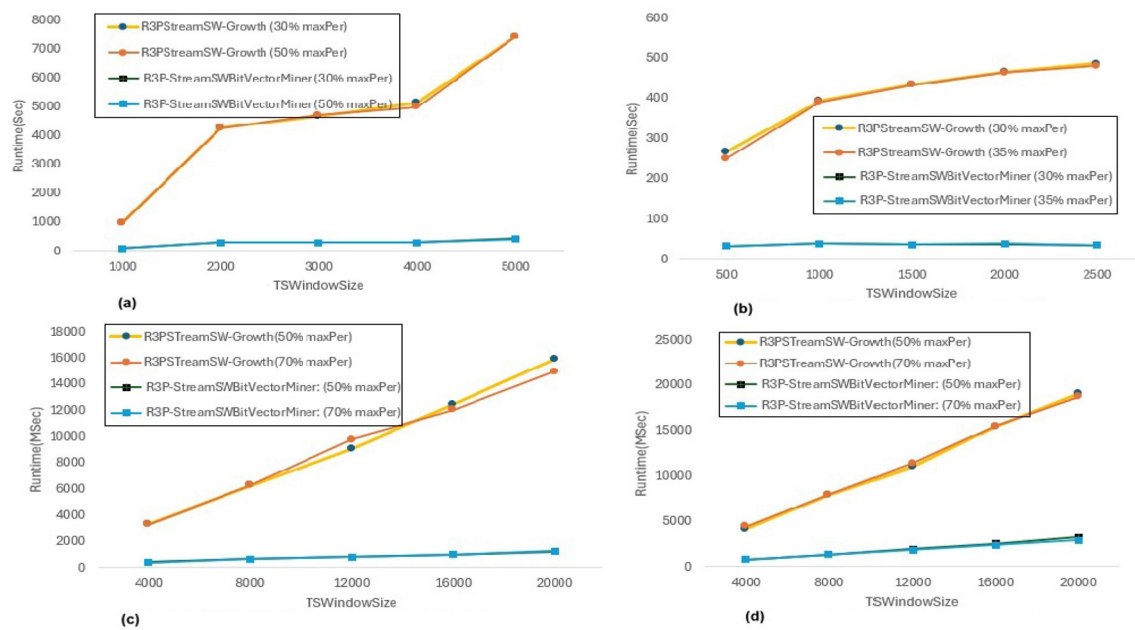 8000
7000
6000
5000
4000
3000
2000
1000
0
Runtime(Sec)
R3PStreamSW-Growth (30% maxPer)
R3PStreamSW-Growth (50% maxPer)
R3P-StreamSWBitVectorMiner (30% maxPer)
R3P-StreamSWBitVectorMiner (50% maxPer)
1000 2000 3000 4000 5000
TSWindowSize
(a)
600
500
400
300
200
100
0
Runtime(Sec)
R3PStreamSW-Growth (30% maxPer)
R3PStreamSW-Growth (35% maxPer)
R3P-StreamSWBitVectorMiner (30% maxPer)
R3P-StreamSWBitVectorMiner (35% maxPer)
500 1000 1500 2000 2500
TSWindowSize
(b)
18000
16000
14000
12000
10000
8000
6000
4000
2000
0
Runtime(MSec)
R3PSTreamSW-Growth(50% maxPer)
R3PSTreamSW-Growth(70% maxPer)
R3P-StreamSWBitVectorMiner: (50% maxPer)
R3P-StreamSWBitVectorMiner: (70% maxPer)
4000 8000 12000 16000 20000
TSWindowSize
(c)
25000
20000
15000
10000
5000
0
Runtime(MSec)
R3PSTreamSW-Growth(50% maxPer)
R3PSTreamSW-Growth(70% maxPer)
R3P-StreamSWBitVectorMiner: (50% maxPer)
R3P-StreamSWBitVectorMiner: (70% maxPer)
4000 8000 12000 16000 20000
TSWindowSize
(d)